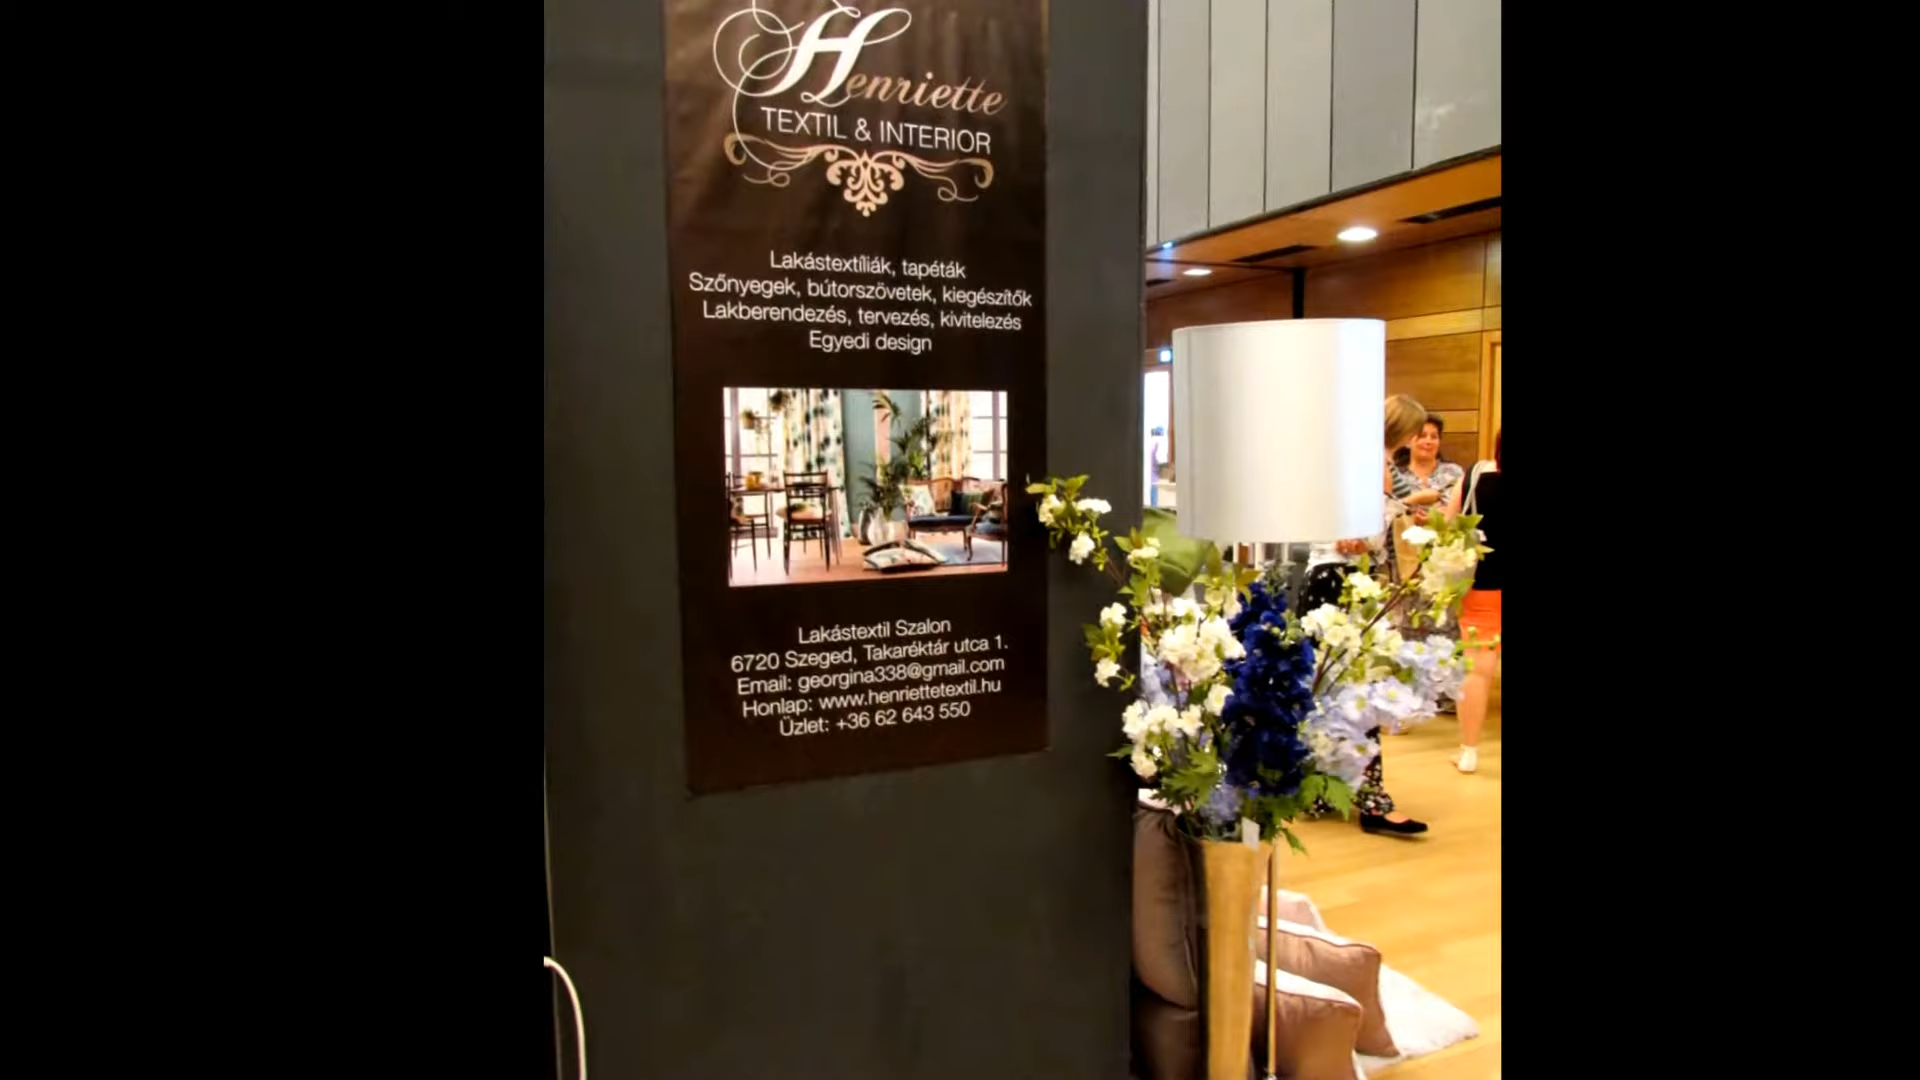 Henriette
TEXTIL & INTERIOR
Lakástextíliák, tapéták
Szőnyegek, bútorszövetek, kiegészítők
Lakberendezés, tervezés, kivitelezés
Egyedi design
Lakástextil Szalon
6720 Szeged, Takaréktár utca 1.
Email: georgina338@gmail.com
Honlap: www.henriettetextil.hu
Üzlet: +36 62 643 550